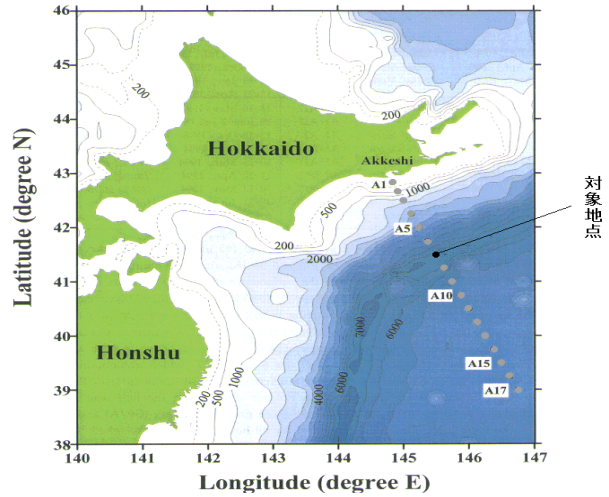 46
45
44
43
42
41
40
39
38
Latitude (degree N)
200
200
Hokkaido
Akkeshi
A1
1000
500
A5
200
2000
対象地点
A10
7000
6000
Honshu
A15
A17
200
500
1000
4000
6000
140
141
142
143
144
145
146
147
Longitude (degree E)